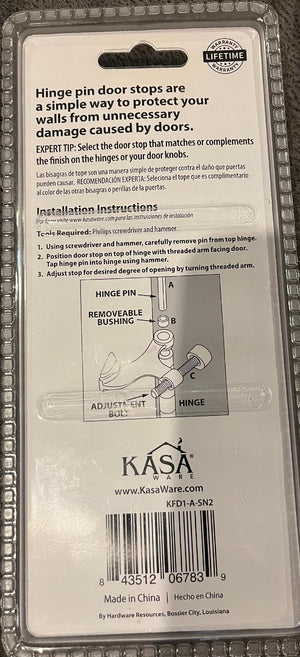 WARRANTY
LIFETIME
WARRANTY
Hinge pin door stops are
a simple way to protect your
walls from unnecessary
damage caused by doors.
EXPERT TIP: Select the door stop that matches or complements
the finish on the hinges or your door knobs.
Las bisagras de tope son una manera simple de proteger contra el daño que puertas
pueden causar. RECOMENDACIÓN EXPERTA: Seleciona el tope que es complimentario
al color de las otras bisagras o perillas de la puertas.
Installation Instructions
Por favor visite www.kasaware.com para las instrucciones de instalación
Tools Required: Phillips screwdriver and hammer.
1. Using screwdriver and hammer, carefully remove pin from top hinge.
2. Position door stop on top of hinge with threaded arm facing door.
Tap hinge pin into hinge using hammer.
3. Adjust stop for desired degree of opening by turning threaded arm.
HINGE PIN
A
REMOVEABLE
BUSHING
B
C
ADJUSTMENT
BOLT
HINGE
KASA
WARE
www.KasaWare.com
KFD1-A-SN2
8 43512 06783 9
Made in China | Hecho en China
By Hardware Resources, Bossier City, Louisiana